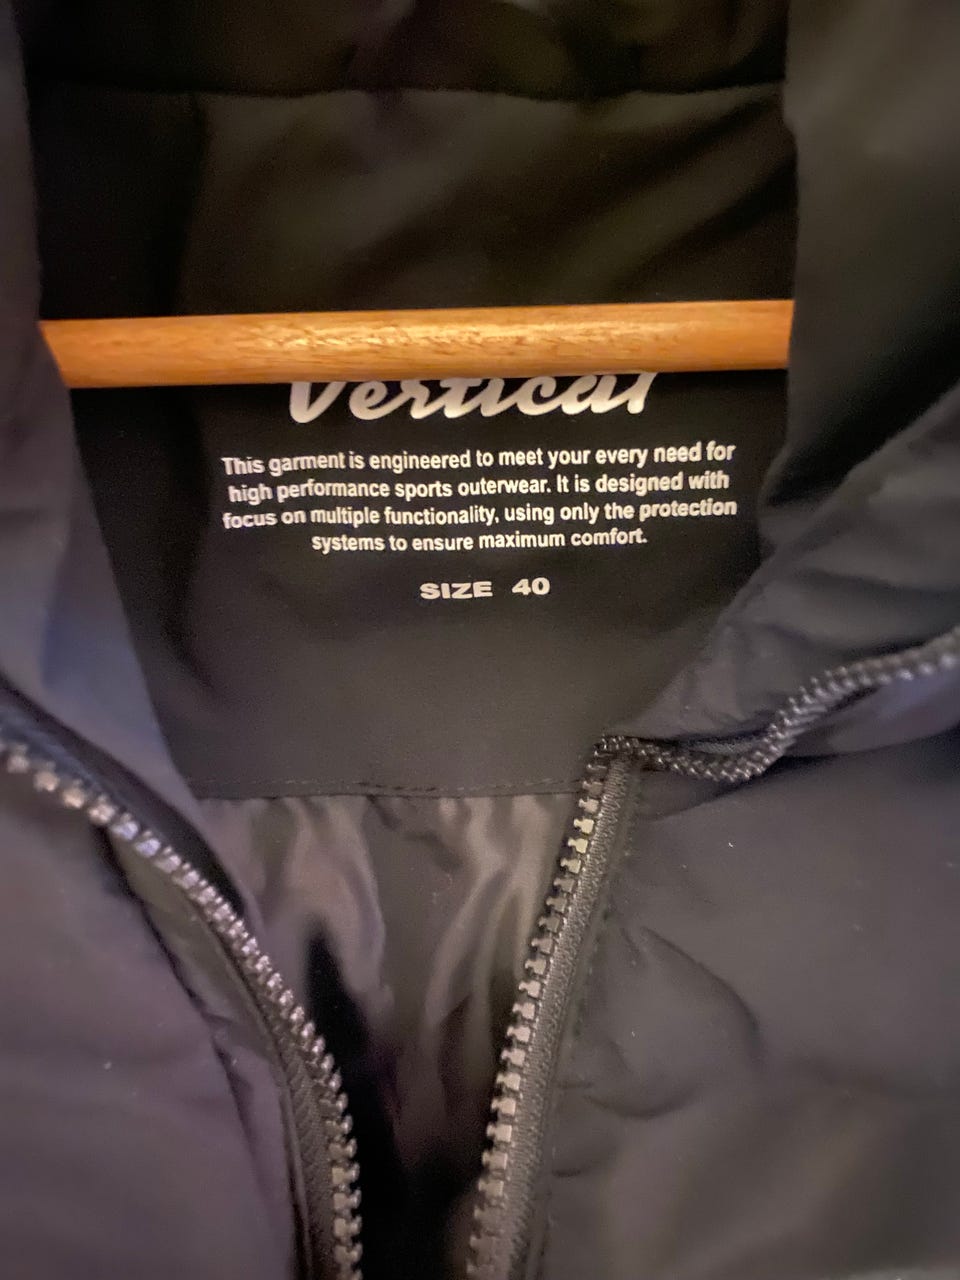 Vertical
This garment is engineered to meet your every need for
high performance sports outerwear. It is designed with
focus on multiple functionality, using only the protection
systems to ensure maximum comfort.
SIZE 40